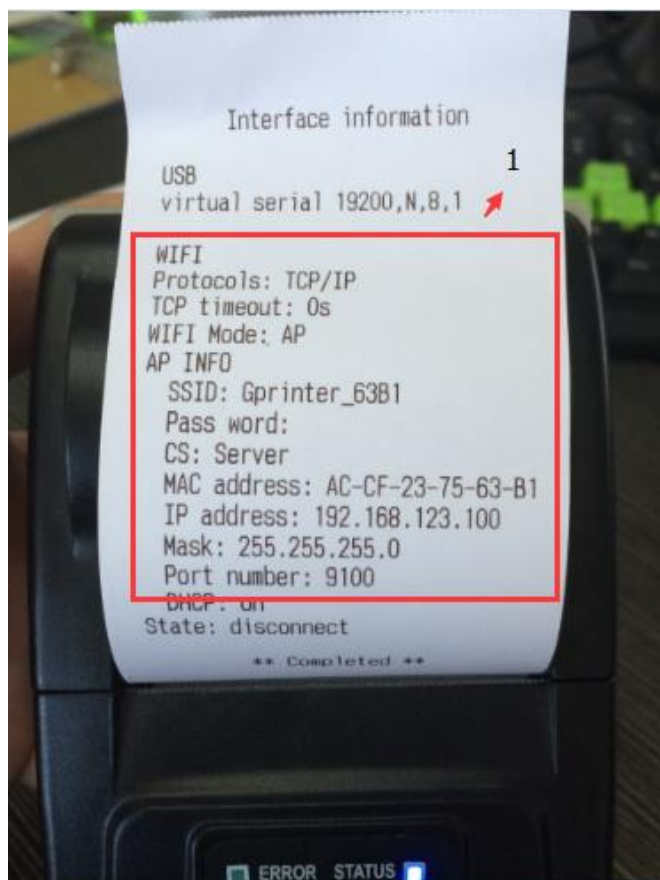 Interface information
1
USB
virtual serial 19200,N,8,1
WIFI
Protocols: TCP/IP
TCP timeout: 0s
WIFI Mode: AP
AP INFO
SSID: Gprinter_63B1
Pass word:
CS: Server
MAC address: AC-CF-23-75-63-B1
IP address: 192.168.123.100
Mask: 255.255.255.0
Port number: 9100
DHCP: on
State: disconnect
** Completed **
ERROR STATUS